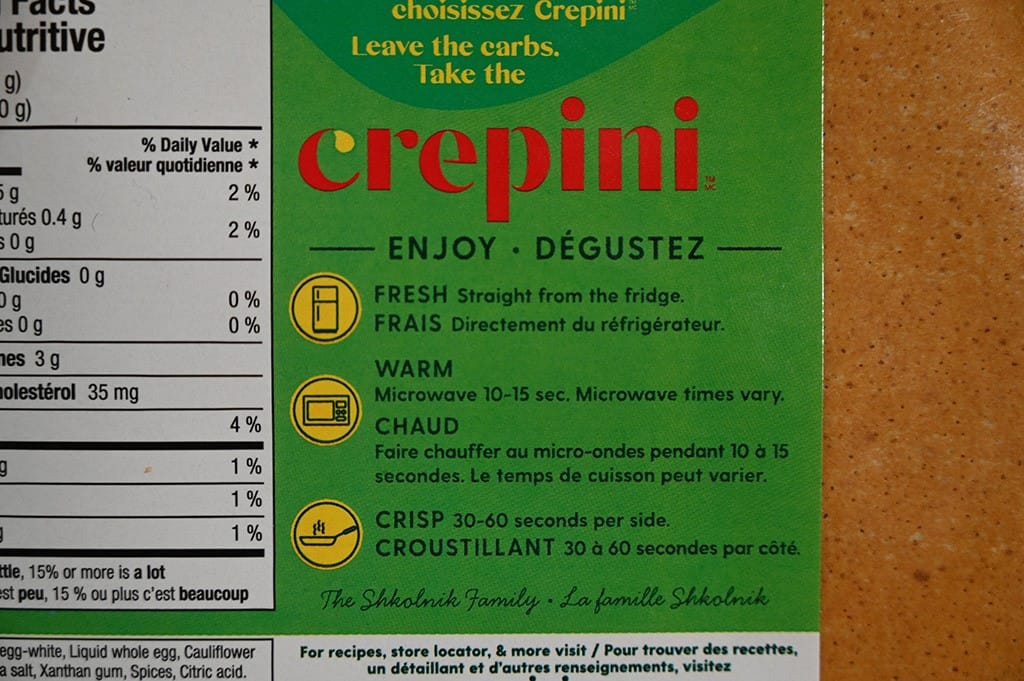 Facts
utritive
g)
0 g)
% Daily Value *
% valeur quotidienne *
5 g 2 %
turés 0.4 g
s 0 g 2 %
Glucides 0 g
0 g 0 %
es 0 g 0 %
nes 3 g
olestérol 35 mg
4 %
g 1 %
1 %
g 1 %
ttle, 15% or more is a lot
est peu, 15 % ou plus c'est beaucoup
egg-white, Liquid whole egg, Cauliflower
a salt, Xanthan gum, Spices, Citric acid.
choisissez Crepini
Leave the carbs.
Take the
crepini
TM
MC
ENJOY · DÉGUSTEZ
FRESH Straight from the fridge.
FRAIS Directement du réfrigérateur.
WARM
Microwave 10-15 sec. Microwave times vary.
CHAUD
Faire chauffer au micro-ondes pendant 10 à 15
secondes. Le temps de cuisson peut varier.
CRISP 30-60 seconds per side.
CROUSTILLANT 30 à 60 secondes par côté.
The Shkolnik Family · La famille Shkolnik
For recipes, store locator, & more visit / Pour trouver des recettes,
un détaillant et d'autres renseignements, visitez